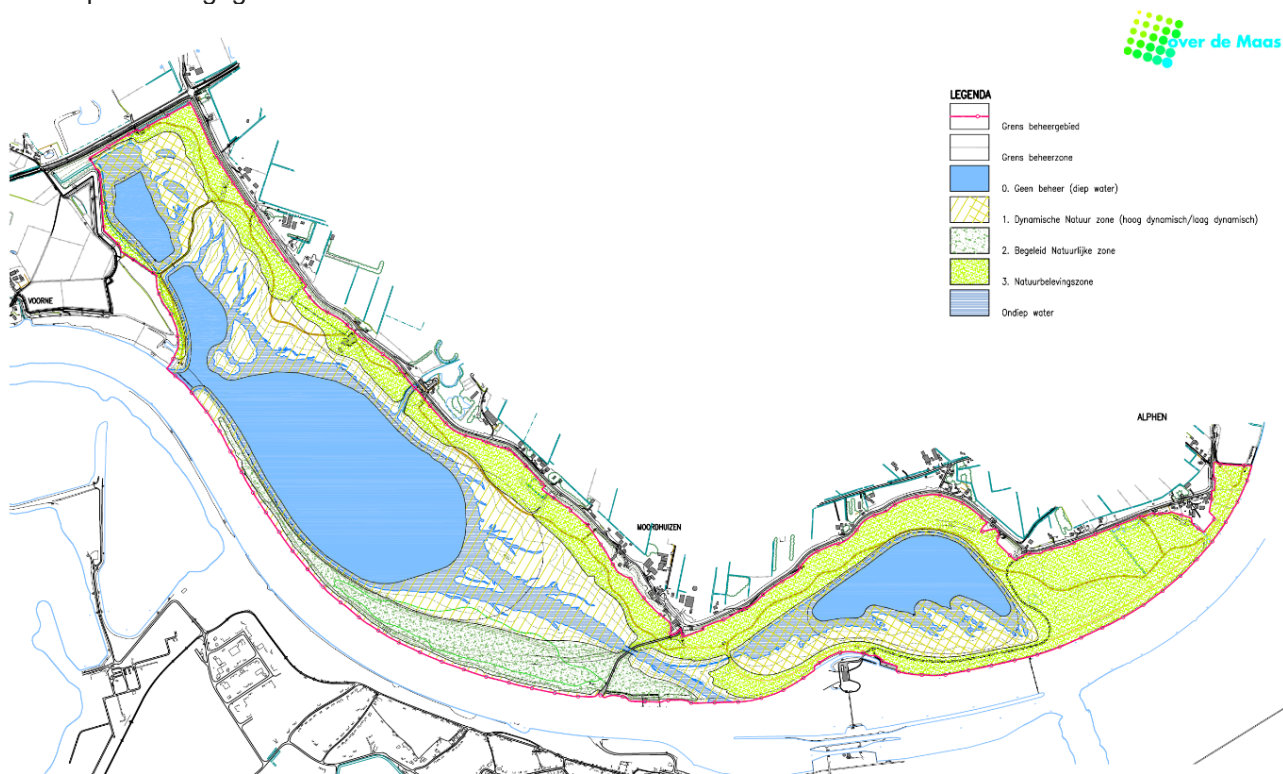 over de Maas
LEGENDA
Grens beheergebied
Grens beheerzone
0. Geen beheer (diep water)
1. Dynamische Natuur zone (hoog dynamisch/laag dynamisch)
2. Begeleid Natuurlijke zone
3. Natuurbelevingszone
Ondiep water
VOORNE
ALPHEN
MOORDHUIZEN